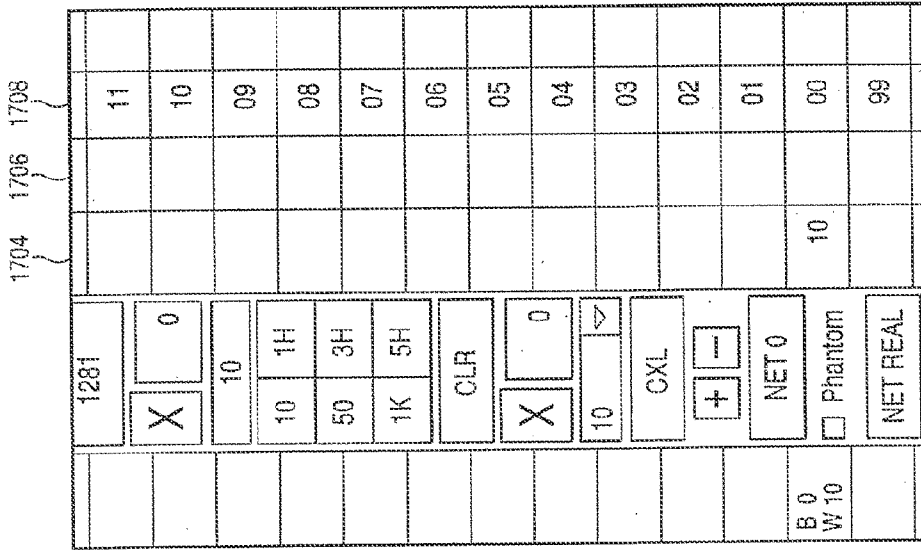 1704 1706 1708
B 0
W 10
1281
X 0
10
10 1H
50 3H
1K 5H
CLR
X 0
10
CXL
+ −
NET 0
Phantom
NET REAL
10
11
10
09
08
07
06
05
04
03
02
01
00
99